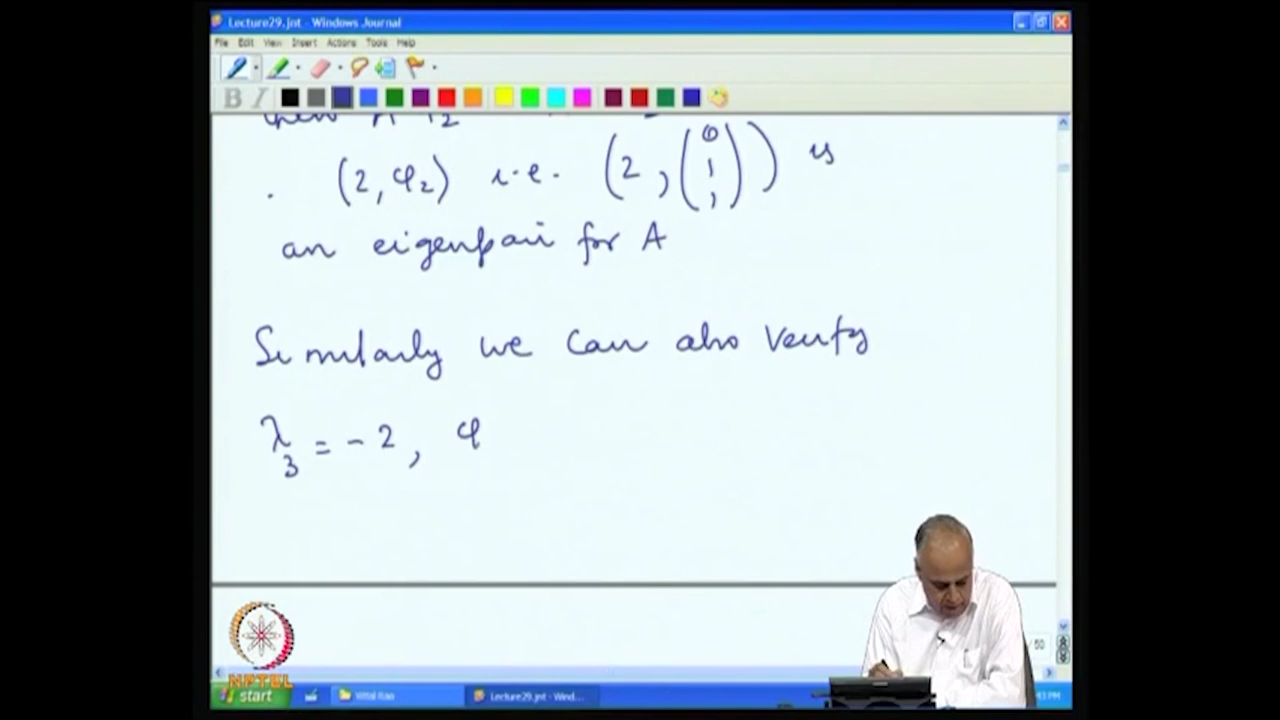 Lecture29.jnt - Windows Journal
File Edit View Insert Actions Tools Help
B I
. (2, φ₂) i.e. (2, (0 1 1)) is
an eigenpair for A
Similarly we can also verify
λ₃ = -2, φ
NPTEL
/ 50
start Vittal Rao Lecture29.jnt - Wind...